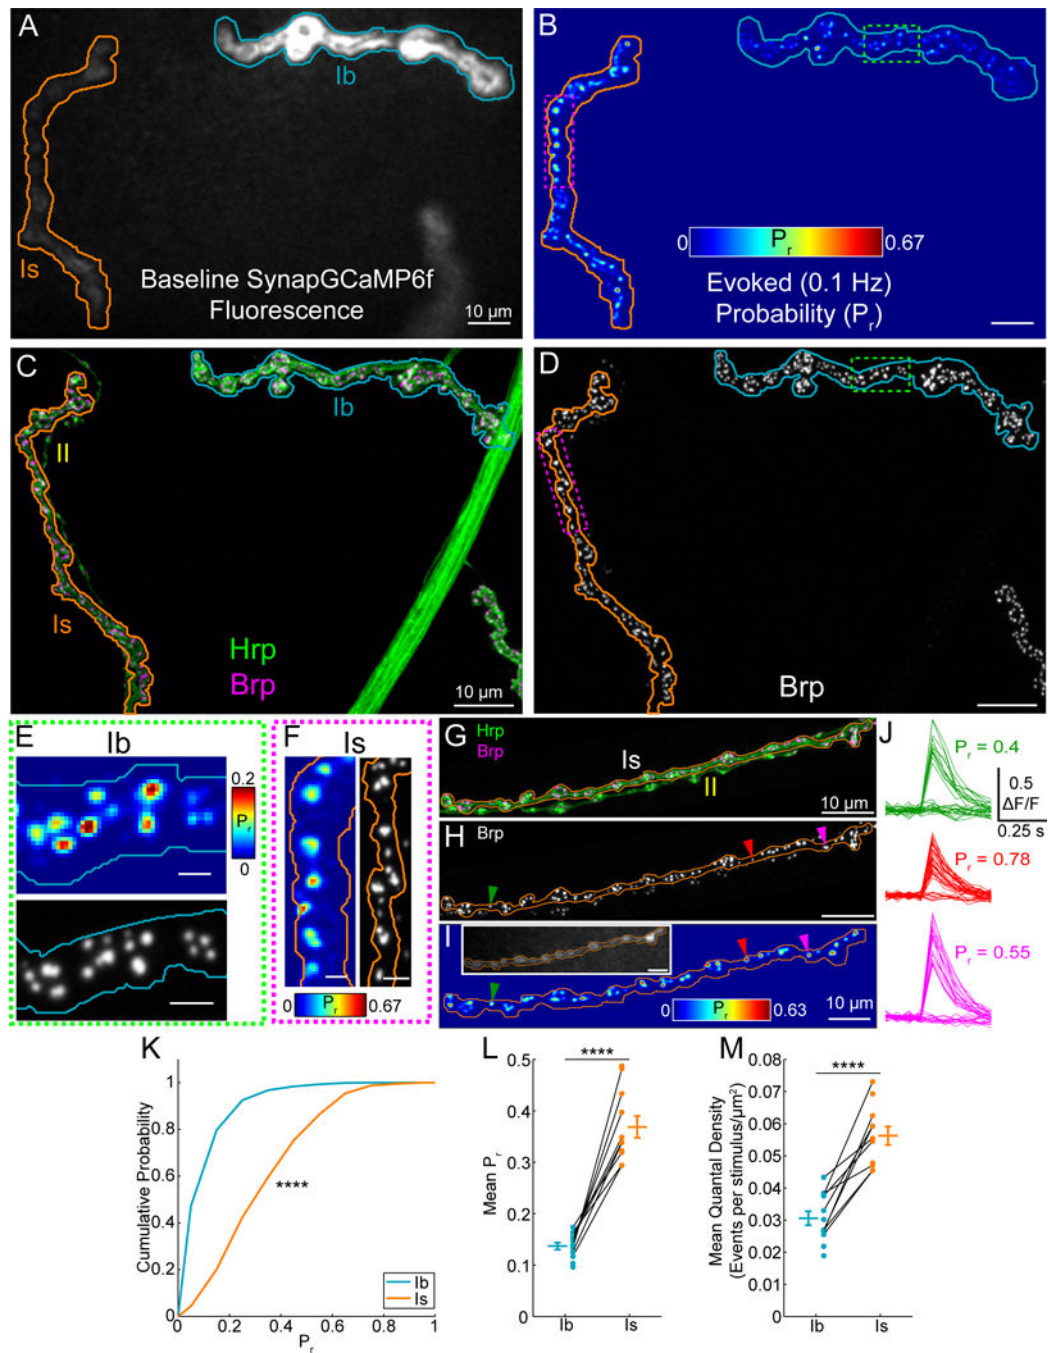 A
Ib
Is
Baseline SynapGCaMP6f
Fluorescence
10 µm
B
0
Pr
0.67
Evoked (0.1 Hz)
Probability (Pr)
C
Ib
II
Is
Hrp
Brp
10 µm
D
Brp
E
Ib
0.2
Pr
0
F
Is
0
Pr
0.67
G
Hrp
Brp
Is
II
10 µm
H
Brp
I
0
Pr
0.63
10 µm
J
Pr = 0.4
0.5
ΔF/F
0.25 s
Pr = 0.78
Pr = 0.55
K
Cumulative Probability
1
0.8
0.6
0.4
0.2
0
****
Ib
Is
0 0.2 0.4 0.6 0.8 1
Pr
L
****
Mean Pr
0.5
0.4
0.3
0.2
0.1
0
Ib Is
M
****
Mean Quantal Density
(Events per stimulus/µm²)
0.08
0.07
0.06
0.05
0.04
0.03
0.02
0.01
0
Ib Is